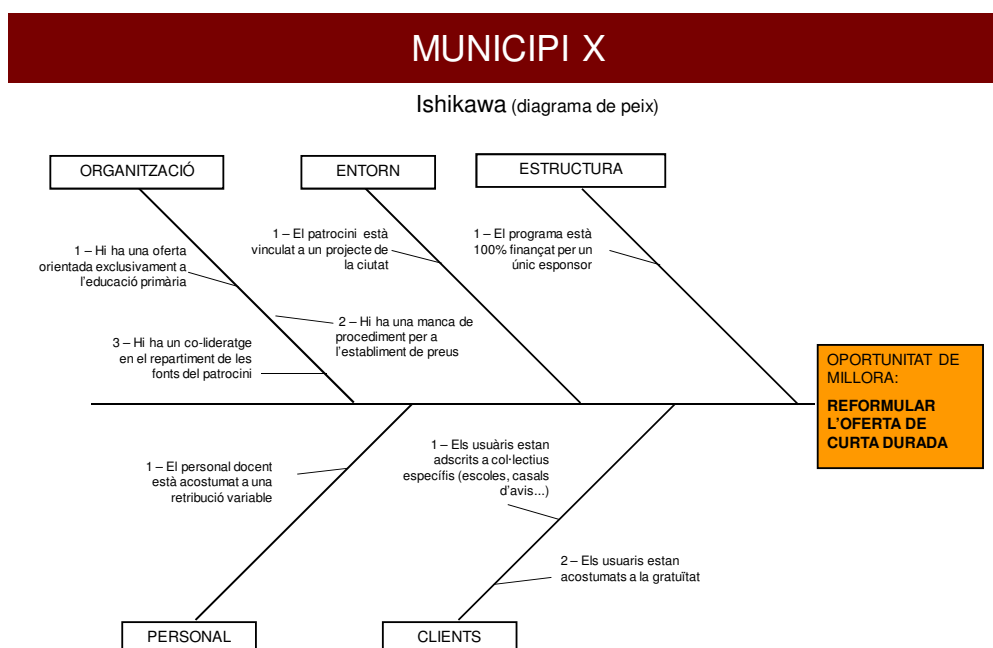 MUNICIPI X
Ishikawa (diagrama de peix)
ORGANITZACIÓ
ENTORN
ESTRUCTURA
1 – Hi ha una oferta
orientada exclusivament a
l'educació primària
2 – Hi ha una manca de
procediment per a
l'establiment de preus
3 – Hi ha un co-lideratge
en el repartiment de les
fonts del patrocini
1 – El patrocini està
vinculat a un projecte de
la ciutat
1 – El programa està
100% finançat per un
únic esponsor
OPORTUNITAT DE
MILLORA:
REFORMULAR
L'OFERTA DE
CURTA DURADA
1 – El personal docent
està acostumat a una
retribució variable
1 – Els usuàris estan
adscrits a col·lectius
específis (escoles, casals
d'avis...)
2 – Els usuaris estan
acostumats a la gratuïtat
PERSONAL
CLIENTS